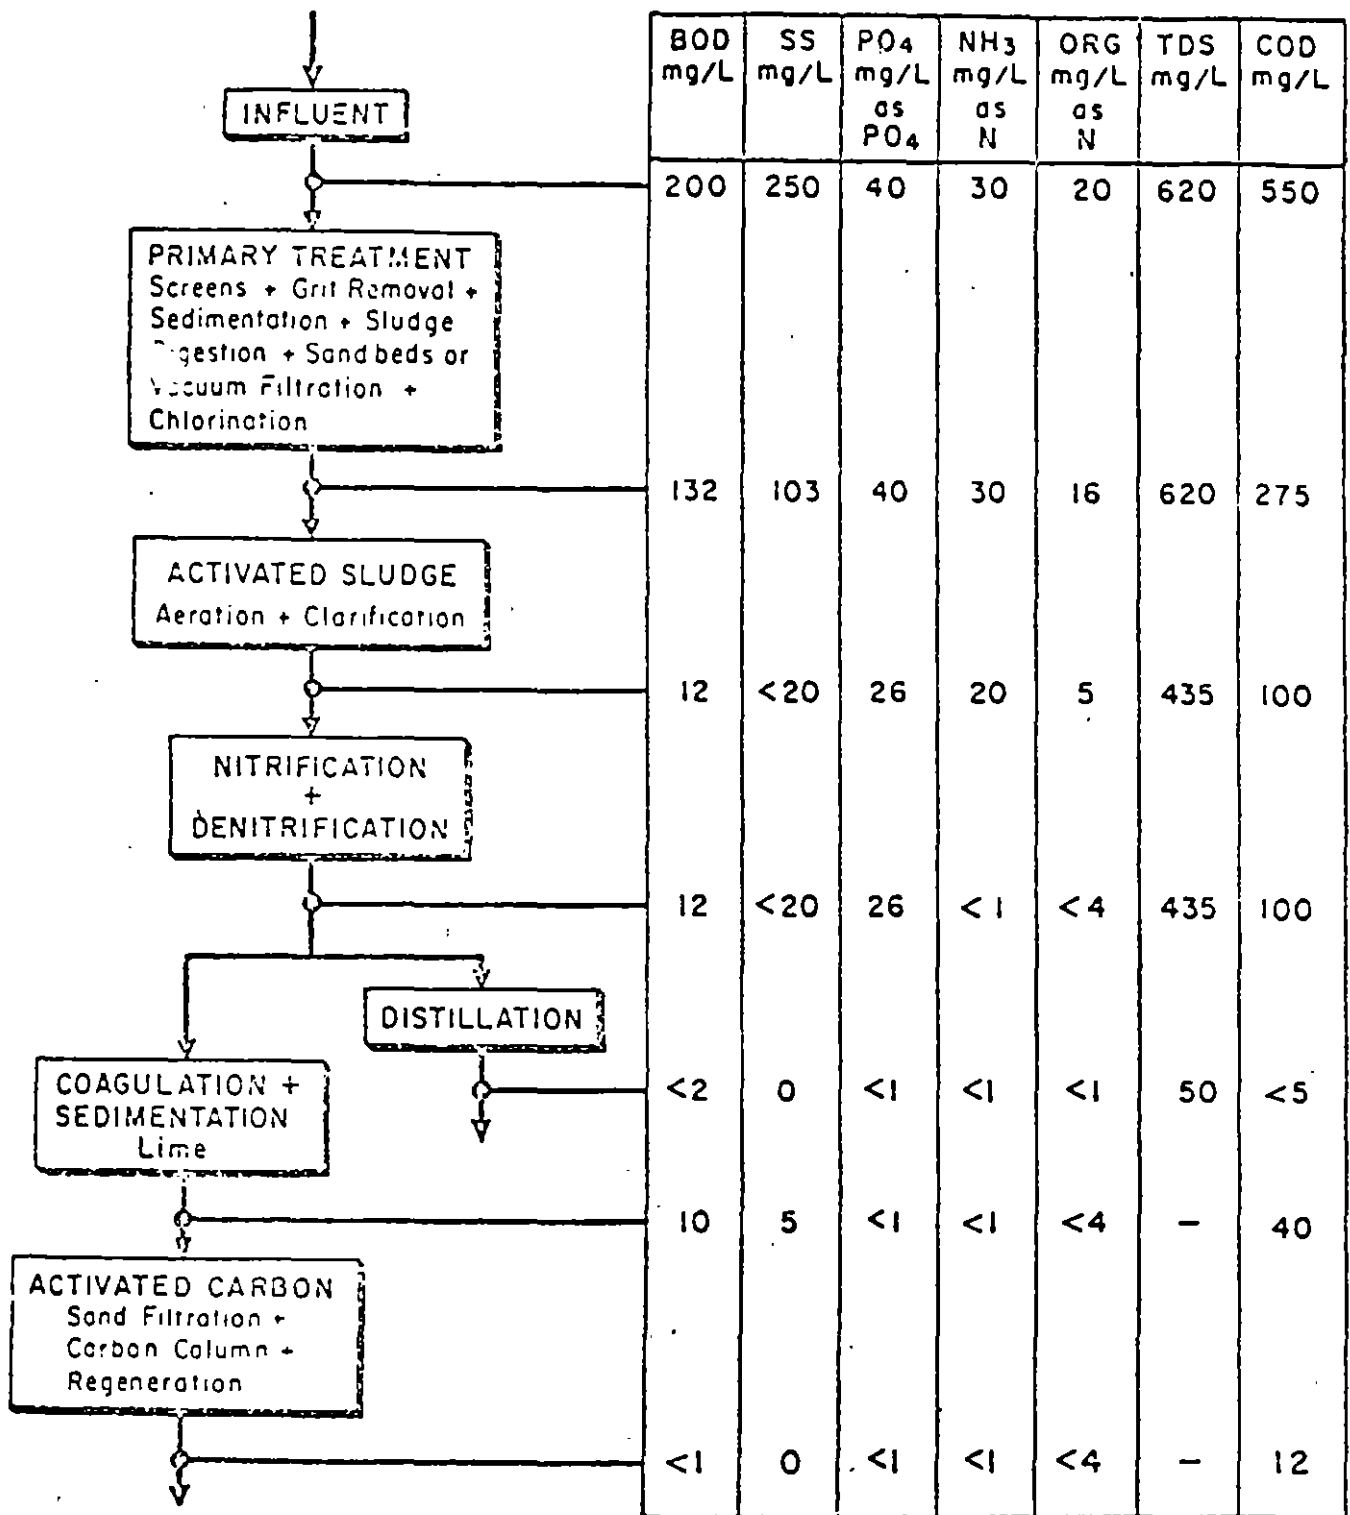 INFLUENT
PRIMARY TREATMENT
Screens + Grit Removal +
Sedimentation + Sludge
Digestion + Sand beds or
Vacuum Filtration +
Chlorination
ACTIVATED SLUDGE
Aeration + Clarification
NITRIFICATION
+
DENITRIFICATION
DISTILLATION
COAGULATION +
SEDIMENTATION
Lime
ACTIVATED CARBON
Sand Filtration +
Carbon Column +
Regeneration
BOD SS PO4 NH3 ORG TDS COD
mg/L mg/L mg/L mg/L mg/L mg/L mg/L
as as as
PO4 N N
200 250 40 30 20 620 550
132 103 40 30 16 620 275
12 <20 26 20 5 435 100
12 <20 26 <1 <4 435 100
<2 0 <1 <1 <1 50 <5
10 5 <1 <1 <4 – 40
<1 0 <1 <1 <4 – 12